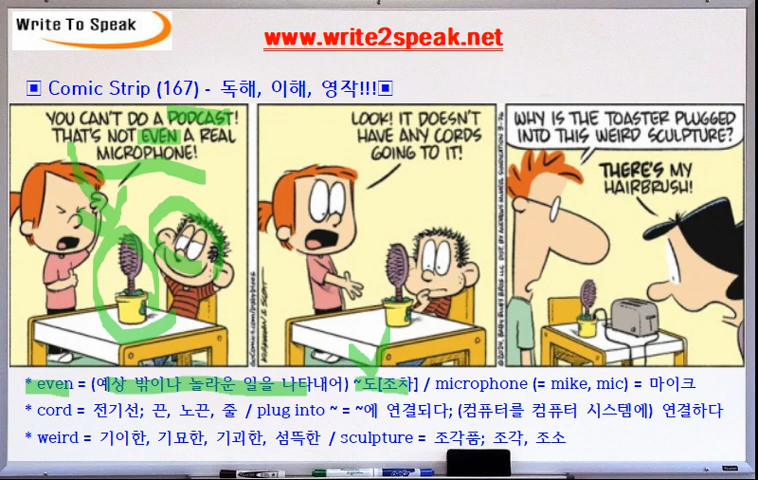 Write To Speak
www.write2speak.net
▣ Comic Strip (167) - 독해, 이해, 영작!!!▣
YOU CAN'T DO A PODCAST!
THAT'S NOT EVEN A REAL
MICROPHONE!
LOOK! IT DOESN'T
HAVE ANY CORDS
GOING TO IT!
WHY IS THE TOASTER PLUGGED
INTO THIS WEIRD SCULPTURE?
THERE'S MY
HAIRBRUSH!
* even = (예상 밖이나 놀라운 일을 나타내어) ~도[조차] / microphone (= mike, mic) = 마이크
* cord = 전기선; 끈, 노끈, 줄 / plug into ~ = ~에 연결되다; (컴퓨터를 컴퓨터 시스템에) 연결하다
* weird = 기이한, 기묘한, 기괴한, 섬뜩한 / sculpture = 조각품; 조각, 조소